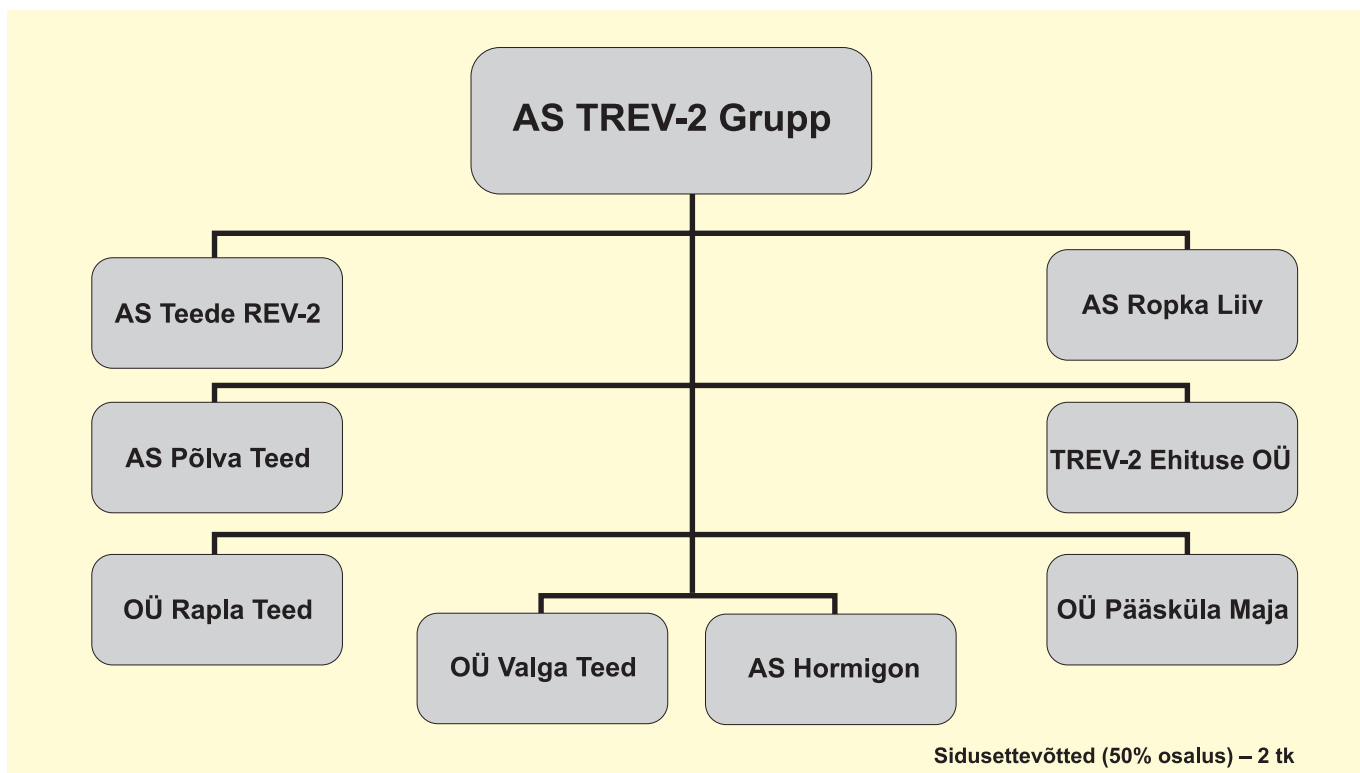 AS TREV-2 Grupp
AS Teede REV-2
AS Ropka Liiv
AS Põlva Teed
TREV-2 Ehituse OÜ
OÜ Rapla Teed
OÜ Valga Teed
AS Hormigon
OÜ Pääsküla Maja
Sidusettevõtted (50% osalus) – 2 tk